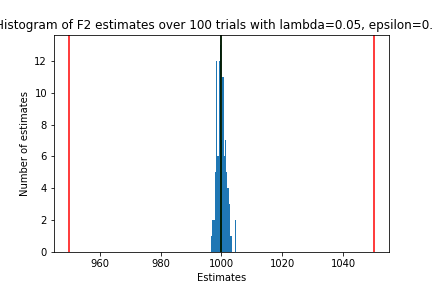 Histogram of F2 estimates over 100 trials with lambda=0.05, epsilon=0.
12
10
8
6
4
2
0
Number of estimates
960 980 1000 1020 1040
Estimates